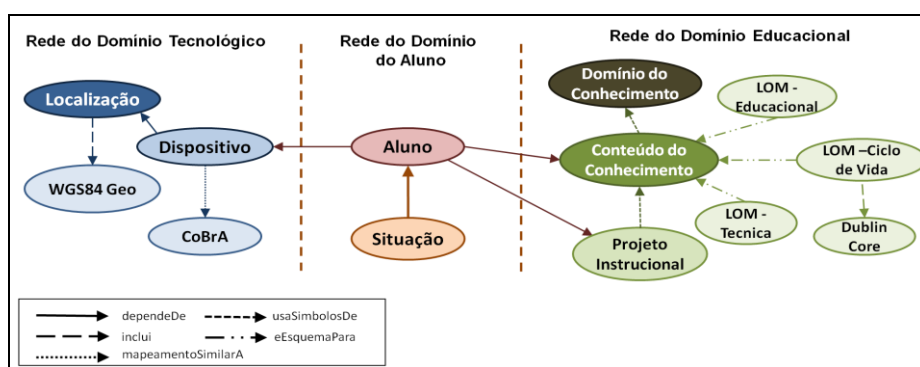 Rede do Domínio Tecnológico
Rede do Domínio
do Aluno
Rede do Domínio Educacional
Localização
Dispositivo
WGS84 Geo
CoBrA
Aluno
Situação
Domínio do
Conhecimento
LOM -
Educacional
Conteúdo do
Conhecimento
LOM –Ciclo
de Vida
LOM -
Tecnica
Dublin
Core
Projeto
Instrucional
dependeDe
usaSimbolosDe
inclui
eEsquemaPara
mapeamentoSimilarA